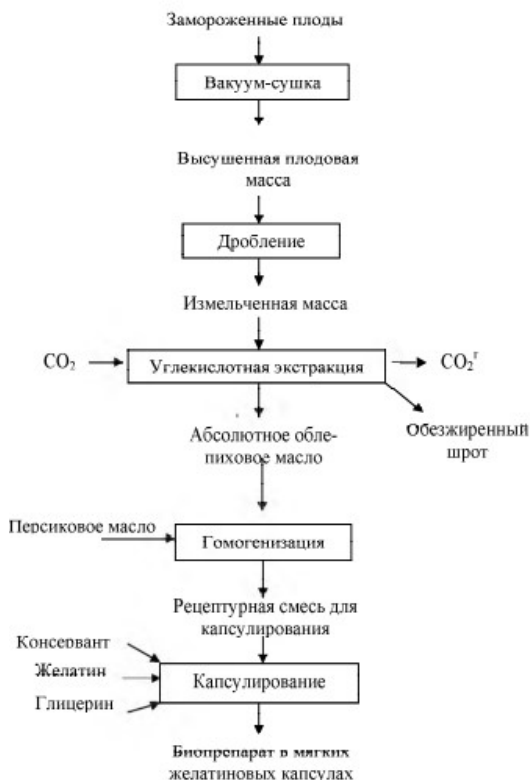 Замороженные плоды
Вакуум-сушка
Высушенная плодовая
масса
Дробление
Измельченная масса
CO₂
Углекислотная экстракция
CO₂ᵍ
Абсолютное обле-
пиховое масло
Обезжиренный
шрот
Персиковое масло
Гомогенизация
Рецептурная смесь для
капсулирования
Консервант
Желатин
Глицерин
Капсулирование
Биопрепарат в мягких
желатиновых капсулах